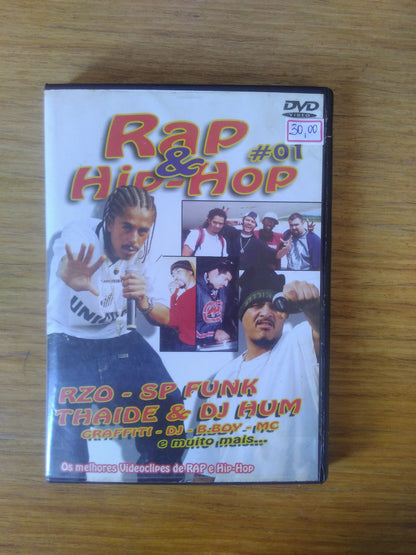 DVD
VIDEO
30,00
Rap
&
Hip-Hop
#01
UNIM
RZO - SP FUNK
THAIDE & DJ HUM
GRAFFITI - DJ - B.BOY - MC
e muito mais...
Os melhores Videoclipes de RAP e Hip-Hop